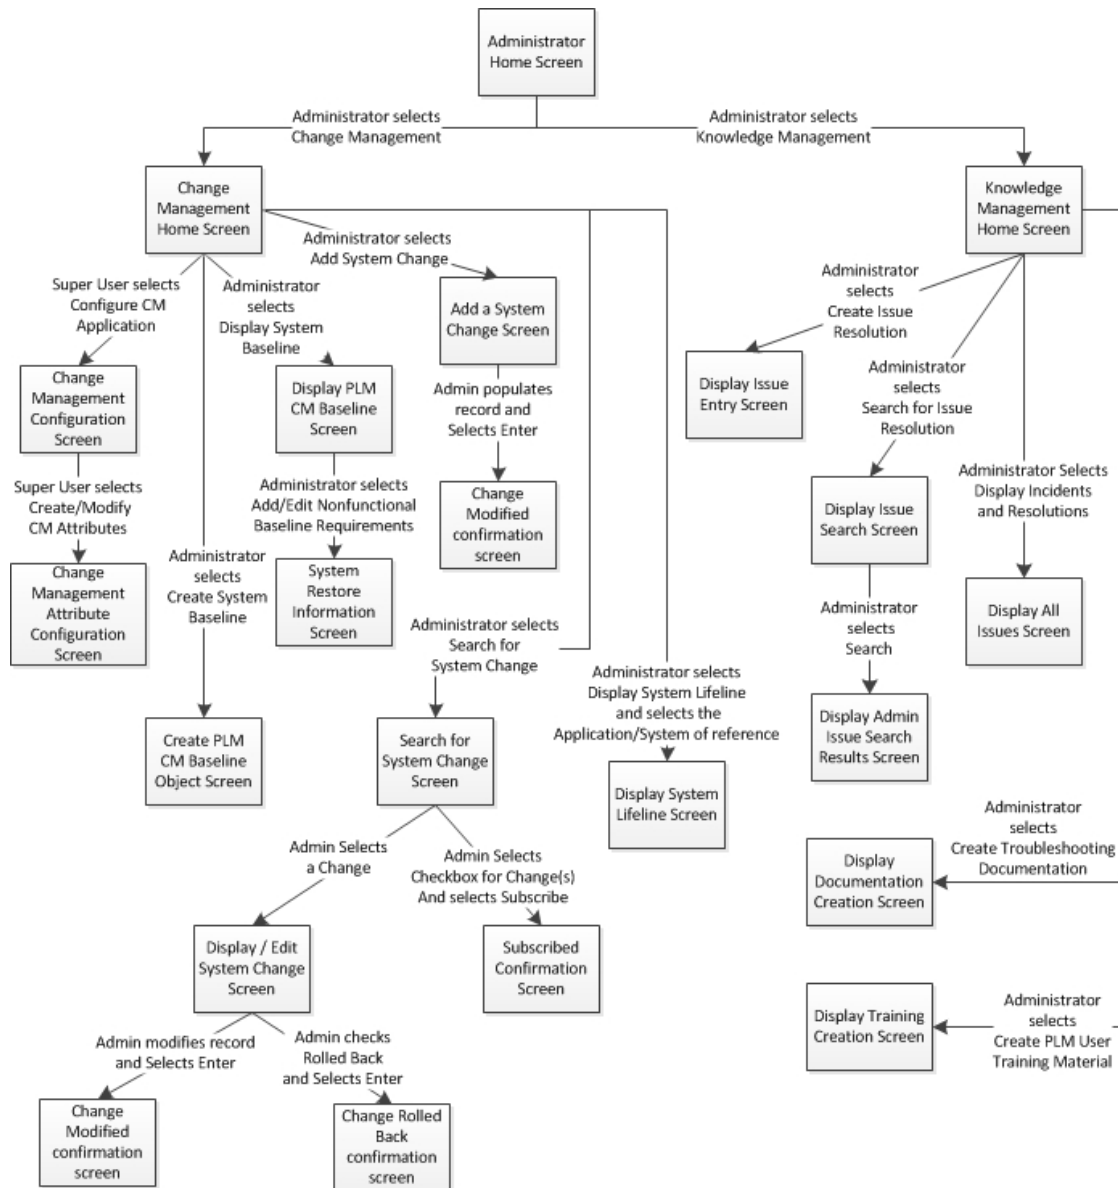 Administrator
Home Screen
Administrator selects
Change Management
Administrator selects
Knowledge Management
Change
Management
Home Screen
Knowledge
Management
Home Screen
Administrator selects
Add System Change
Super User selects
Configure CM
Application
Administrator
selects
Display System
Baseline
Add a System
Change Screen
Administrator
selects
Create Issue
Resolution
Change
Management
Configuration
Screen
Display PLM
CM Baseline
Screen
Admin populates
record and
Selects Enter
Display Issue
Entry Screen
Administrator
selects
Search for Issue
Resolution
Super User selects
Create/Modify
CM Attributes
Administrator selects
Add/Edit Nonfunctional
Baseline Requirements
Change
Modified
confirmation
screen
Display Issue
Search Screen
Administrator Selects
Display Incidents
and Resolutions
Change
Management
Attribute
Configuration
Screen
Administrator
selects
Create System
Baseline
System
Restore
Information
Screen
Administrator selects
Search for
System Change
Administrator
selects
Search
Display All
Issues Screen
Administrator selects
Display System Lifeline
and selects the
Application/System of reference
Create PLM
CM Baseline
Object Screen
Search for
System Change
Screen
Display System
Lifeline Screen
Display Admin
Issue Search
Results Screen
Admin Selects
a Change
Admin Selects
Checkbox for Change(s)
And selects Subscribe
Display
Documentation
Creation Screen
Administrator
selects
Create Troubleshooting
Documentation
Display / Edit
System Change
Screen
Subscribed
Confirmation
Screen
Display Training
Creation Screen
Administrator
selects
Create PLM User
Training Material
Admin modifies record
and Selects Enter
Admin checks
Rolled Back
and Selects Enter
Change
Modified
confirmation
screen
Change Rolled
Back
confirmation
screen